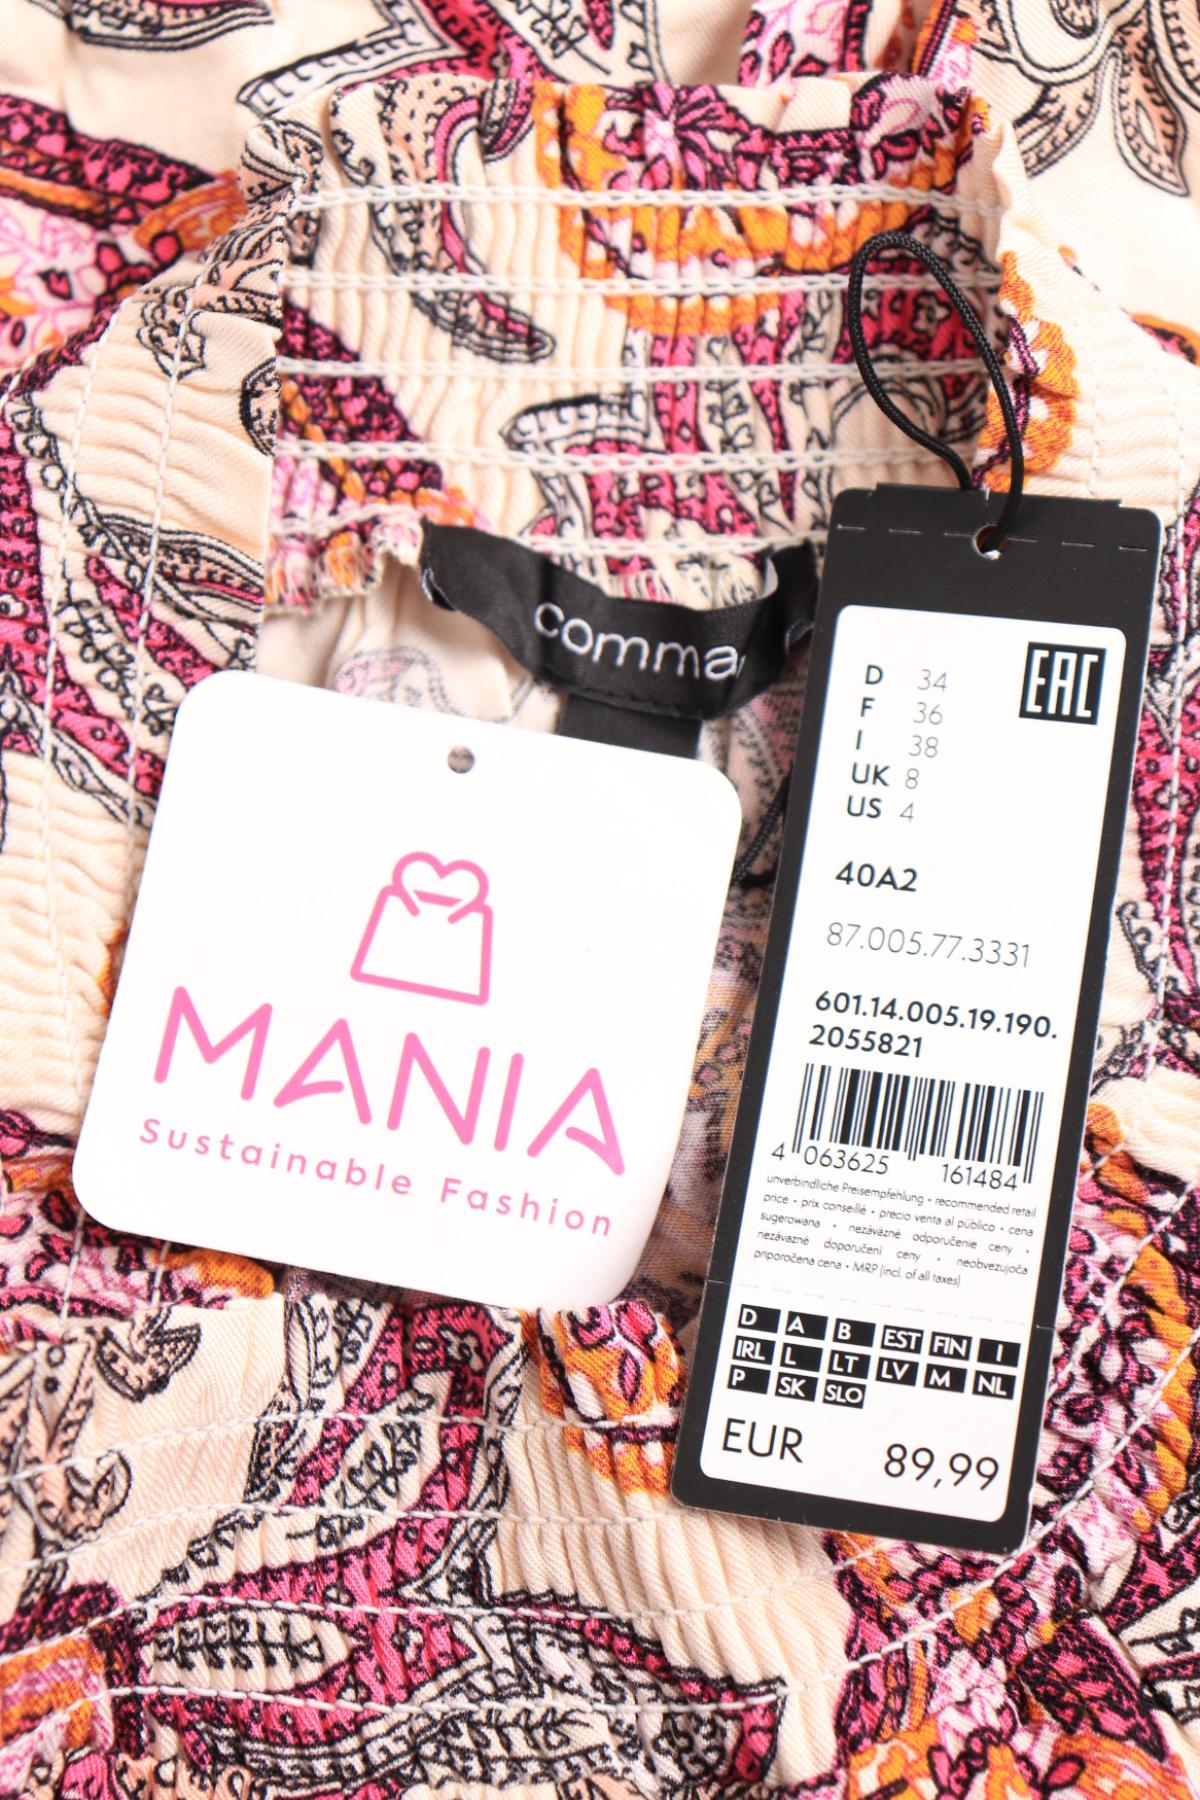 comma
MANIA
Sustainable Fashion
EAC
D 34
F 36
I 38
UK 8
US 4
40A2
87.005.77.3331
601.14.005.19.190.
2055821
4 063625 161484
unverbindliche Preisempfehlung • recommended retail
price • prix conseillé • precio venta al público • cena
sugerowana • nezáväzné odporučenie ceny •
nezávazné doporučení ceny • neobvezujoča
priporočena cena • MRP (incl. of all taxes)
D A B EST FIN I
IRL L LT LV M NL
P SK SLO
EUR 89,99